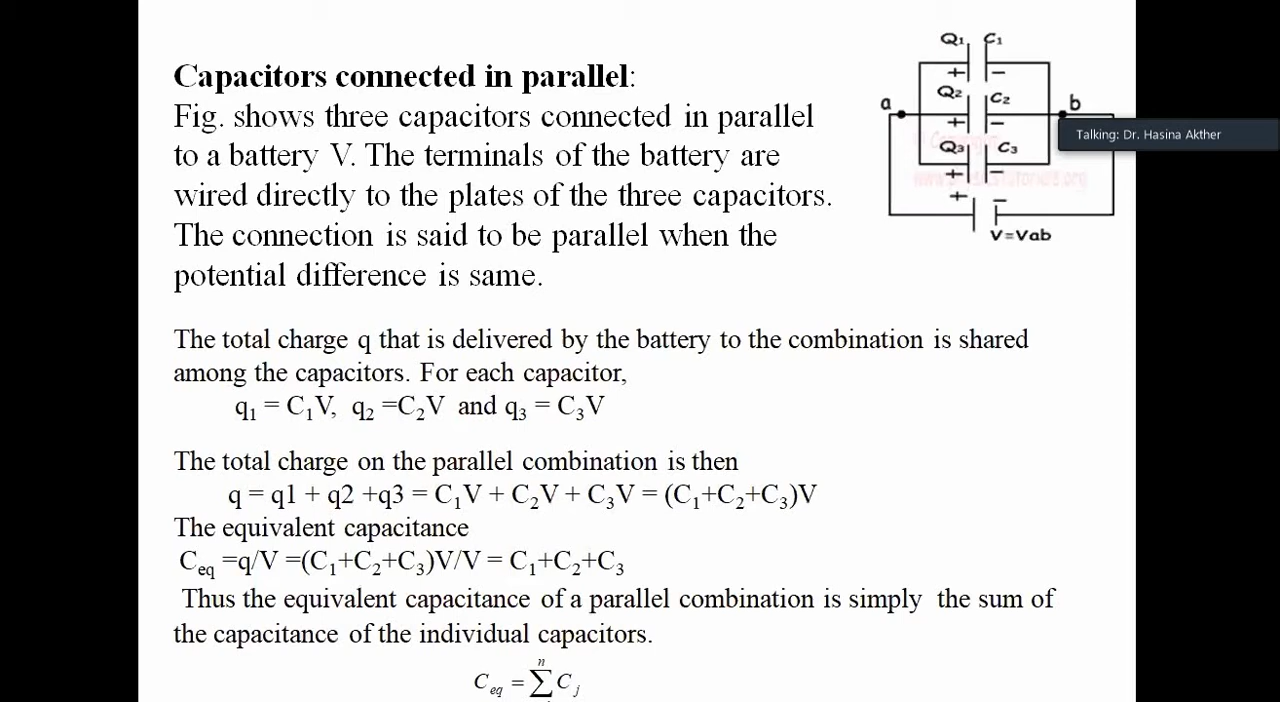 Capacitors connected in parallel:
Fig. shows three capacitors connected in parallel
to a battery V. The terminals of the battery are
wired directly to the plates of the three capacitors.
The connection is said to be parallel when the
potential difference is same.
Q1 C1
+ −
Q2 C2
a b
+ −
Q3 C3
+ −
+ −
V=Vab
Talking: Dr. Hasina Akther
The total charge q that is delivered by the battery to the combination is shared
among the capacitors. For each capacitor,
q₁ = C₁V, q₂ =C₂V and q₃ = C₃V
The total charge on the parallel combination is then
q = q1 + q2 +q3 = C₁V + C₂V + C₃V = (C₁+C₂+C₃)V
The equivalent capacitance
Ceq =q/V =(C₁+C₂+C₃)V/V = C₁+C₂+C₃
Thus the equivalent capacitance of a parallel combination is simply the sum of
the capacitance of the individual capacitors.
n
Ceq = ∑ Cj